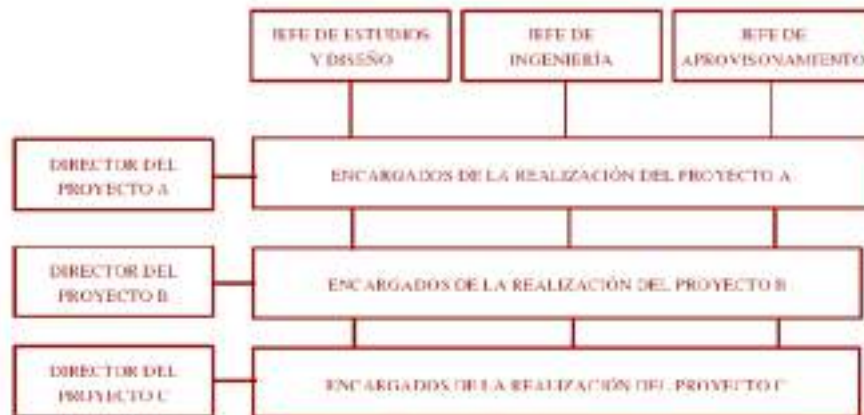 JEFE DE ESTUDIOS
Y DISEÑO
JEFE DE
INGENIERÍA
JEFE DE
APROVISONAMIENTO
DIRECTOR DEL
PROYECTO A
ENCARGADOS DE LA REALIZACIÓN DEL PROYECTO A
DIRECTOR DEL
PROYECTO B
ENCARGADOS DE LA REALIZACIÓN DEL PROYECTO B
DIRECTOR DEL
PROYECTO C
ENCARGADOS DE LA REALIZACIÓN DEL PROYECTO C